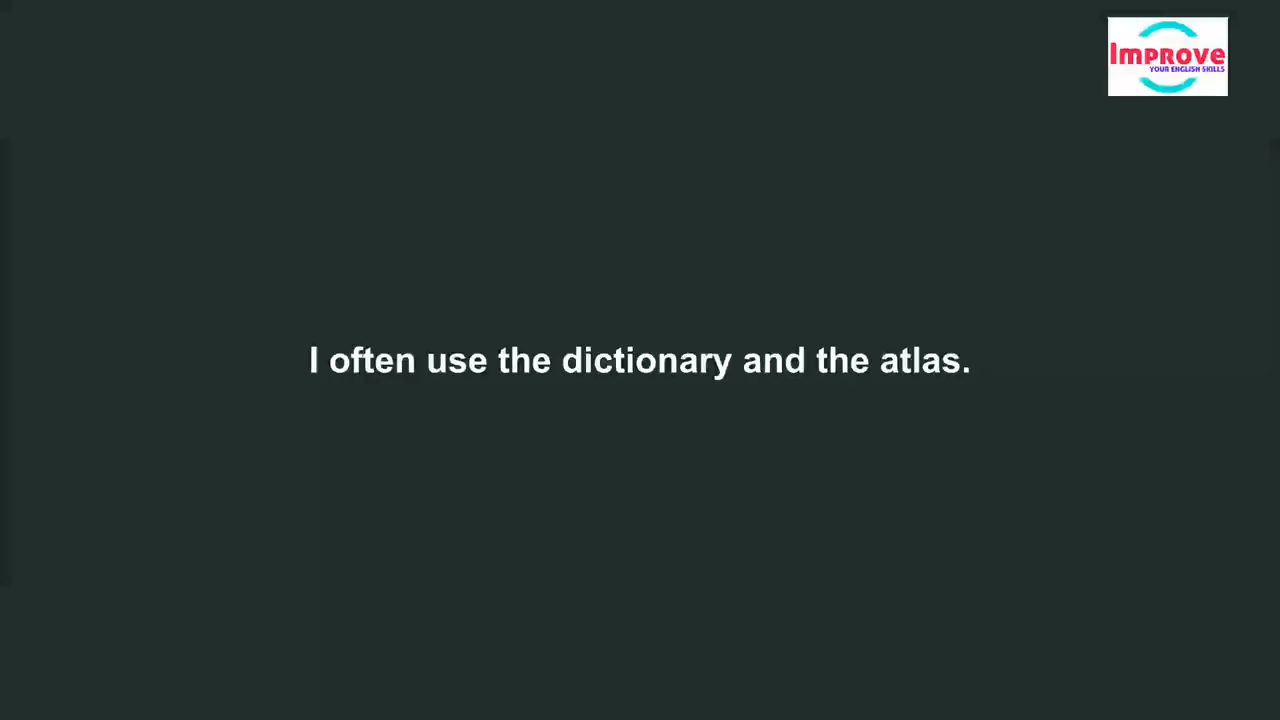 Improve
YOUR ENGLISH SKILLS
I often use the dictionary and the atlas.